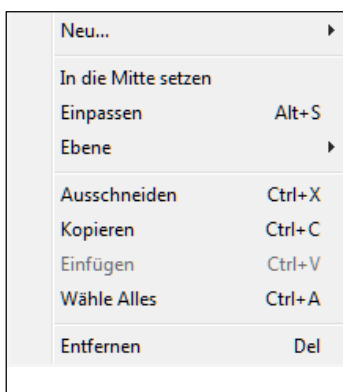 Neu...
In die Mitte setzen
Einpassen Alt+S
Ebene
Ausschneiden Ctrl+X
Kopieren Ctrl+C
Einfügen Ctrl+V
Wähle Alles Ctrl+A
Entfernen Del